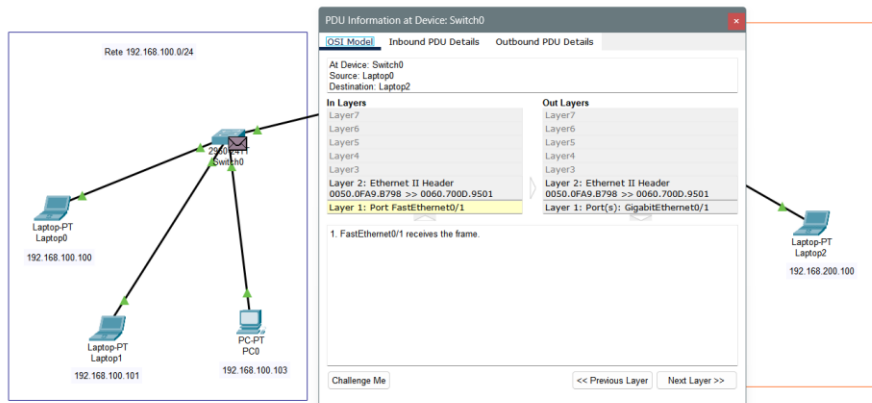 PDU Information at Device: Switch0
OSI Model Inbound PDU Details Outbound PDU Details
At Device: Switch0
Source: Laptop0
Destination: Laptop2
In Layers Out Layers
Layer7 Layer7
Layer6 Layer6
Layer5 Layer5
Layer4 Layer4
Layer3 Layer3
Layer 2: Ethernet II Header Layer 2: Ethernet II Header
0050.0FA9.B798 >> 0060.700D.9501 0050.0FA9.B798 >> 0060.700D.9501
Layer 1: Port FastEthernet0/1 Layer 1: Port(s): GigabitEthernet0/1
1. FastEthernet0/1 receives the frame.
Challenge Me << Previous Layer Next Layer >>
Rete 192.168.100.0/24
Switch0
Laptop-PT
Laptop0
192.168.100.100
Laptop-PT
Laptop1
192.168.100.101
PC-PT
PC0
192.168.100.103
Laptop-PT
Laptop2
192.168.200.100